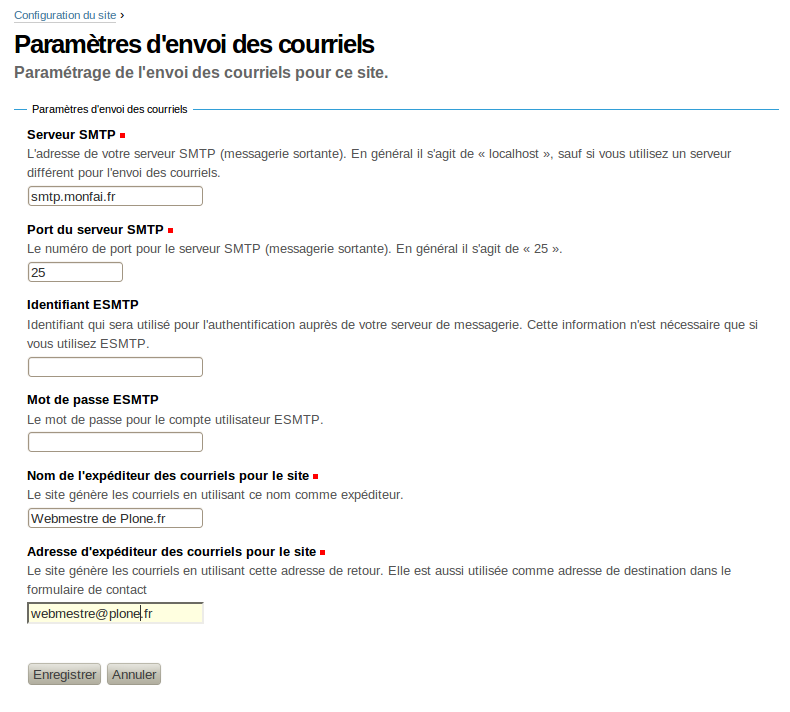 Configuration du site ›
Paramètres d'envoi des courriels
Paramétrage de l'envoi des courriels pour ce site.
Paramètres d'envoi des courriels
Serveur SMTP
L'adresse de votre serveur SMTP (messagerie sortante). En général il s'agit de « localhost », sauf si vous utilisez un serveur
différent pour l'envoi des courriels.
smtp.monfai.fr
Port du serveur SMTP
Le numéro de port pour le serveur SMTP (messagerie sortante). En général il s'agit de « 25 ».
25
Identifiant ESMTP
Identifiant qui sera utilisé pour l'authentification auprès de votre serveur de messagerie. Cette information n'est nécessaire que si
vous utilisez ESMTP.
Mot de passe ESMTP
Le mot de passe pour le compte utilisateur ESMTP.
Nom de l'expéditeur des courriels pour le site
Le site génère les courriels en utilisant ce nom comme expéditeur.
Webmestre de Plone.fr
Adresse d'expéditeur des courriels pour le site
Le site génère les courriels en utilisant cette adresse de retour. Elle est aussi utilisée comme adresse de destination dans le
formulaire de contact
webmestre@plone.fr
Enregistrer Annuler